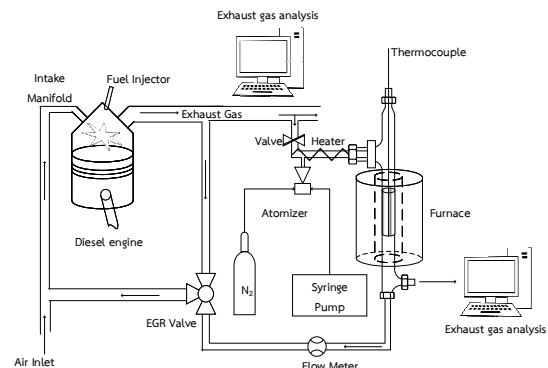 Exhaust gas analysis
Thermocouple
Intake
Manifold
Fuel Injector
Exhaust Gas
Valve
Heater
Atomizer
Furnace
Diesel engine
N2
Syringe
Pump
EGR Valve
Exhaust gas analysis
Air Inlet
Flow Meter